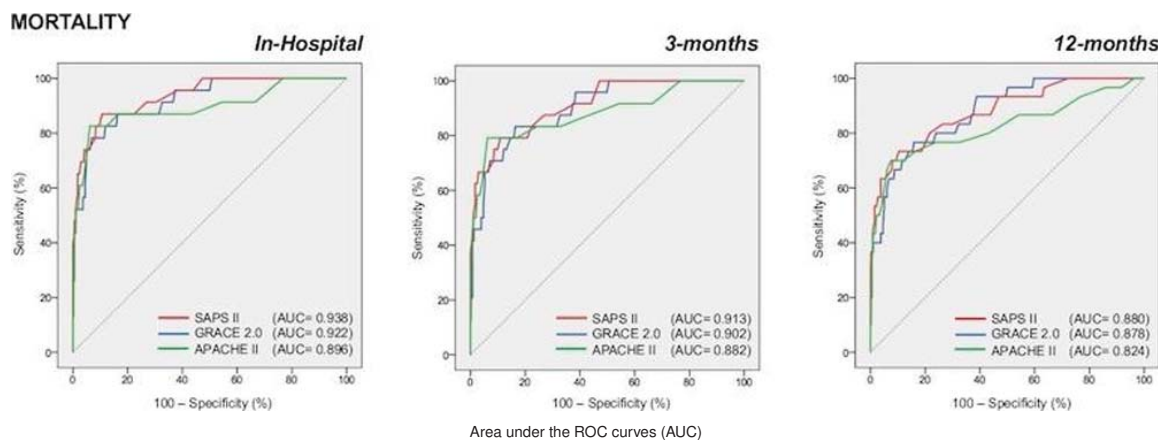 MORTALITY
In-Hospital
100
80
60
40
20
0
Sensitivity (%)
SAPS II (AUC= 0.938)
GRACE 2.0 (AUC= 0.922)
APACHE II (AUC= 0.896)
0 20 40 60 80 100
100 – Specificity (%)
3-months
100
80
60
40
20
0
Sensitivity (%)
SAPS II (AUC= 0.913)
GRACE 2.0 (AUC= 0.902)
APACHE II (AUC= 0.882)
0 20 40 60 80 100
100 – Specificity (%)
12-months
100
80
60
40
20
0
Sensitivity (%)
SAPS II (AUC= 0.880)
GRACE 2.0 (AUC= 0.878)
APACHE II (AUC= 0.824)
0 20 40 60 80 100
100 – Specificity (%)
Area under the ROC curves (AUC)